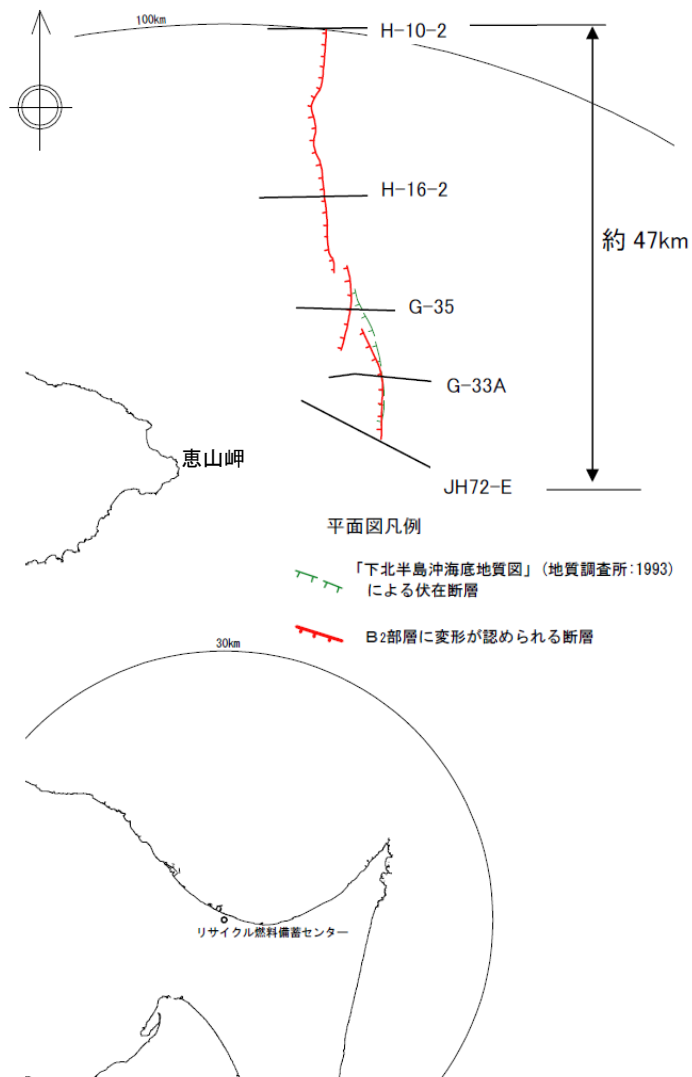 100km
H-10-2
H-16-2
約 47km
G-35
G-33A
恵山岬
JH72-E
平面図凡例
「下北半島沖海底地質図」(地質調査所:1993)
による伏在断層
B2部層に変形が認められる断層
30km
リサイクル燃料備蓄センター